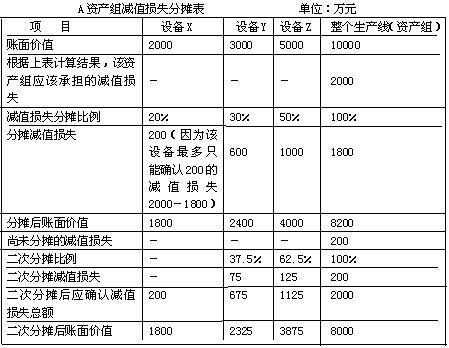 A资产组减值损失分摊表 单位：万元
项 目 设备X 设备Y 设备Z 整个生产线(资产组)
账面价值 2000 3000 5000 10000
根据上表计算结果，该资
产组应该承担的减值损 - - - 2000
失
减值损失分摊比例 20% 30% 50% 100%
分摊减值损失 200（因为该
设备最多只
能确认200的 600 1000 1800
减值损失
2000-1800）
分摊后账面价值 1800 2400 4000 8200
尚未分摊的减值损失 - - - 200
二次分摊比例 - 37.5% 62.5% 100%
二次分摊减值损失 - 75 125 200
二次分摊后应确认减值 200 675 1125 2000
损失总额
二次分摊后账面价值 1800 2325 3875 8000